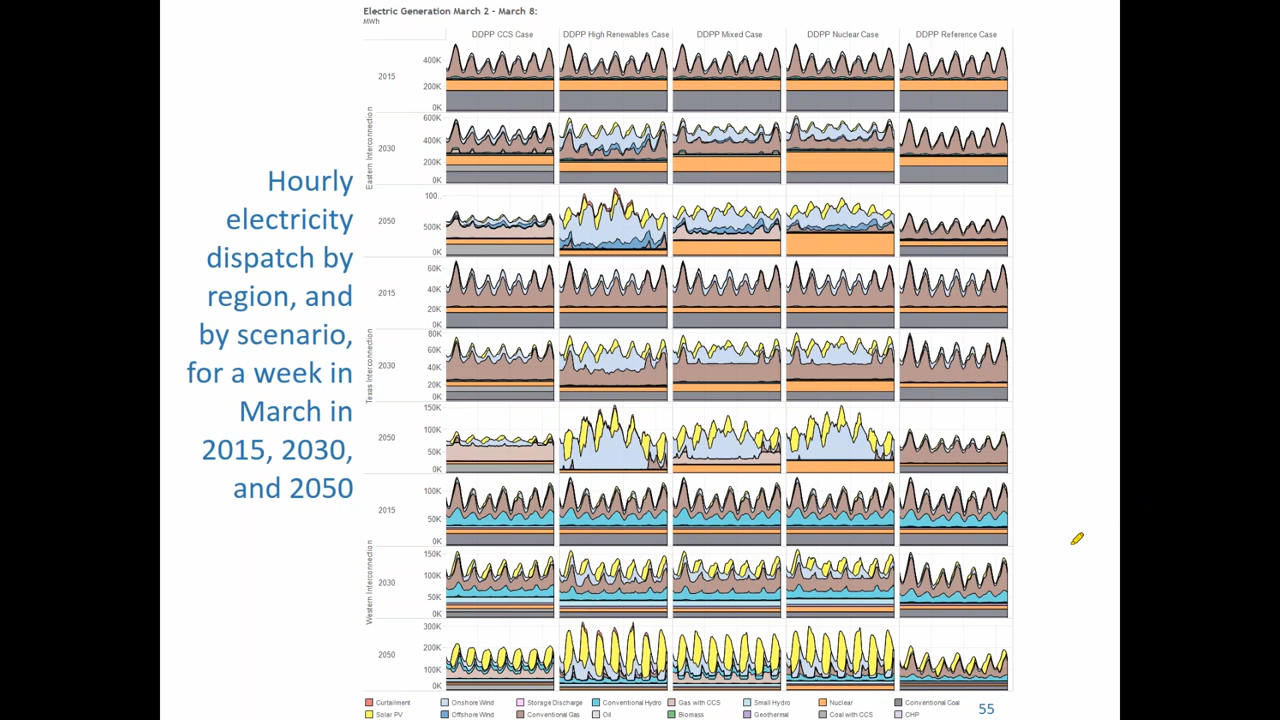 Electric Generation March 2 - March 8:
MWh
DDPP CCS Case DDPP High Renewables Case DDPP Mixed Case DDPP Nuclear Case DDPP Reference Case
Hourly
electricity
dispatch by
region, and
by scenario,
for a week in
March in
2015, 2030,
and 2050
Eastern Interconnection
2015
400K
200K
0K
2030
600K
400K
200K
0K
2050
100..
500K
0K
Texas Interconnection
2015
60K
40K
20K
0K
2030
80K
60K
40K
20K
0K
2050
150K
100K
50K
0K
Western Interconnection
2015
100K
50K
0K
2030
150K
100K
50K
0K
2050
300K
200K
100K
0K
Curtailment Onshore Wind Storage Discharge Conventional Hydro Gas with CCS Small Hydro Nuclear Conventional Coal
Solar PV Offshore Wind Conventional Gas Oil Biomass Geothermal Coal with CCS CHP
55